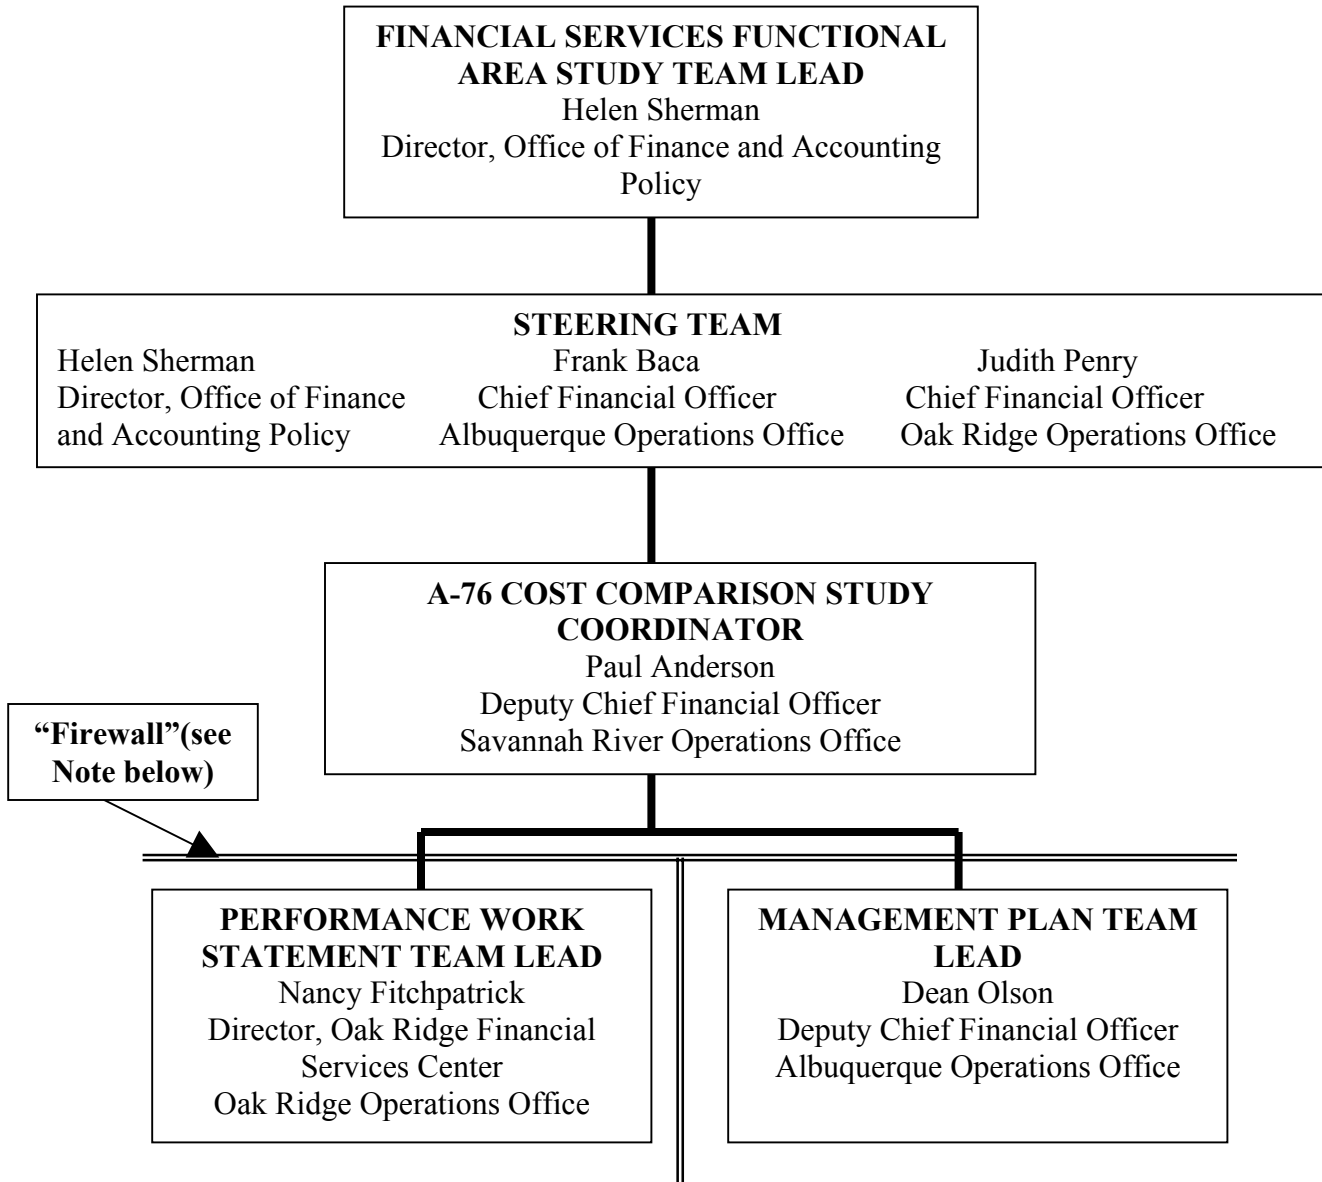 FINANCIAL SERVICES FUNCTIONAL
AREA STUDY TEAM LEAD
Helen Sherman
Director, Office of Finance and Accounting
Policy
STEERING TEAM
Helen Sherman Frank Baca Judith Penry
Director, Office of Finance Chief Financial Officer Chief Financial Officer
and Accounting Policy Albuquerque Operations Office Oak Ridge Operations Office
A-76 COST COMPARISON STUDY
COORDINATOR
Paul Anderson
Deputy Chief Financial Officer
Savannah River Operations Office
“Firewall”(see
Note below)
PERFORMANCE WORK
STATEMENT TEAM LEAD
Nancy Fitchpatrick
Director, Oak Ridge Financial
Services Center
Oak Ridge Operations Office
MANAGEMENT PLAN TEAM
LEAD
Dean Olson
Deputy Chief Financial Officer
Albuquerque Operations Office